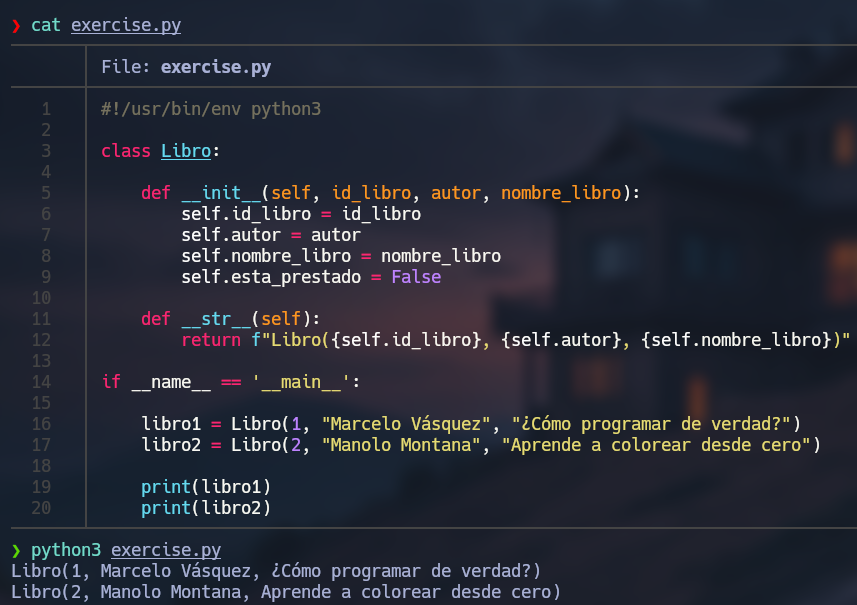 ❯ cat exercise.py
File: exercise.py
1 #!/usr/bin/env python3
2
3 class Libro:
4
5     def __init__(self, id_libro, autor, nombre_libro):
6         self.id_libro = id_libro
7         self.autor = autor
8         self.nombre_libro = nombre_libro
9         self.esta_prestado = False
10
11     def __str__(self):
12         return f"Libro({self.id_libro}, {self.autor}, {self.nombre_libro})"
13
14 if __name__ == '__main__':
15
16     libro1 = Libro(1, "Marcelo Vásquez", "¿Cómo programar de verdad?")
17     libro2 = Libro(2, "Manolo Montana", "Aprende a colorear desde cero")
18
19     print(libro1)
20     print(libro2)
❯ python3 exercise.py
Libro(1, Marcelo Vásquez, ¿Cómo programar de verdad?)
Libro(2, Manolo Montana, Aprende a colorear desde cero)